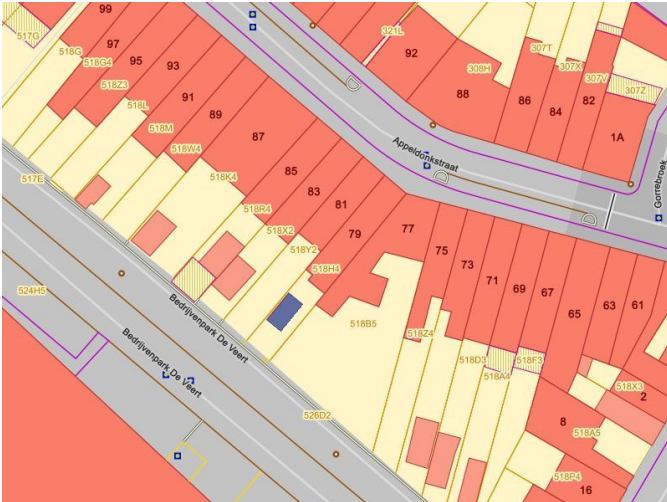 99
517G
321L
518G
97
307T
518G4
95
92
308H
307X
93
307V
518Z3
88
307Z
91
86
82
518L
84
89
518M
1A
87
518W4
Appeldonkstraat
517E
518K4
85
Gorrebroek
83
81
518R4
77
518X2
79
75
518Y2
73
71
518H4
69
67
524H5
65
63
61
Bedrijvenpark De Veert
518B5
518Z4
Bedrijvenpark De Veert
518D3
518F3
518A4
518X3
2
526D2
8
518A5
518P4
16